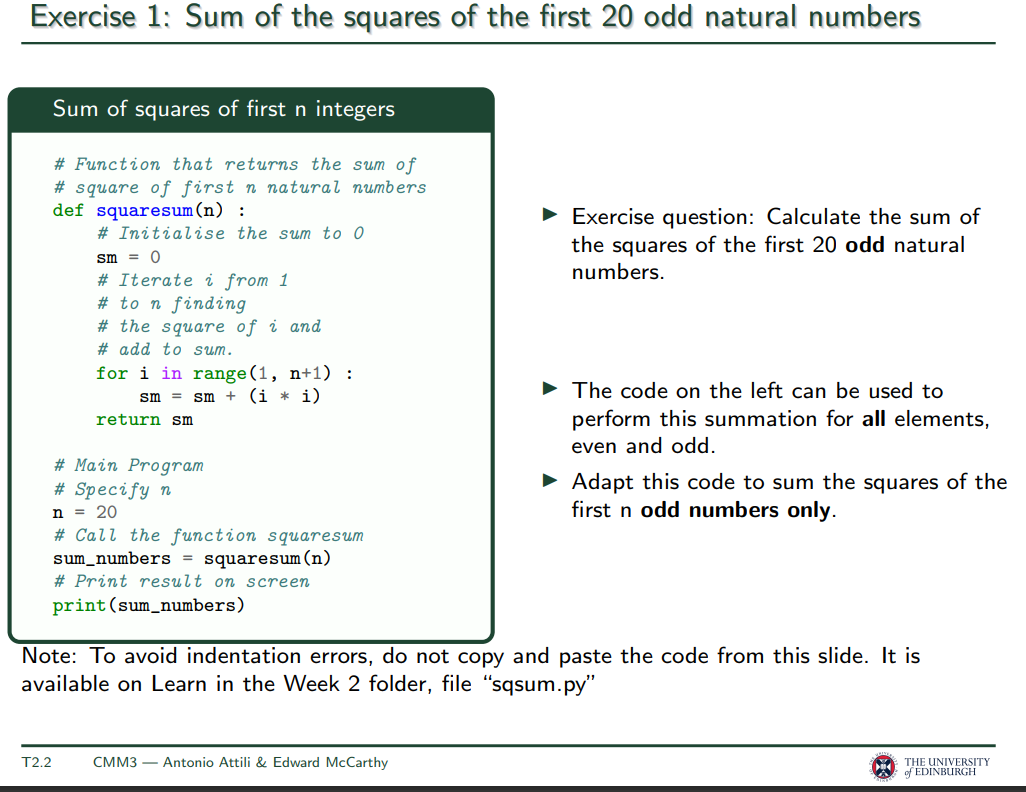 Exercise 1: Sum of the squares of the first 20 odd natural numbers
Sum of squares of first n integers
# Function that returns the sum of
# square of first n natural numbers
def squaresum(n) :
    # Initialise the sum to 0
    sm = 0
    # Iterate i from 1
    # to n finding
    # the square of i and
    # add to sum.
    for i in range(1, n+1) :
        sm = sm + (i * i)
    return sm
# Main Program
# Specify n
n = 20
# Call the function squaresum
sum_numbers = squaresum(n)
# Print result on screen
print(sum_numbers)
▶ Exercise question: Calculate the sum of
the squares of the first 20 odd natural
numbers.
▶ The code on the left can be used to
perform this summation for all elements,
even and odd.
▶ Adapt this code to sum the squares of the
first n odd numbers only.
Note: To avoid indentation errors, do not copy and paste the code from this slide. It is
available on Learn in the Week 2 folder, file “sqsum.py”
T2.2 CMM3 — Antonio Attili & Edward McCarthy
THE UNIVERSITY
of EDINBURGH